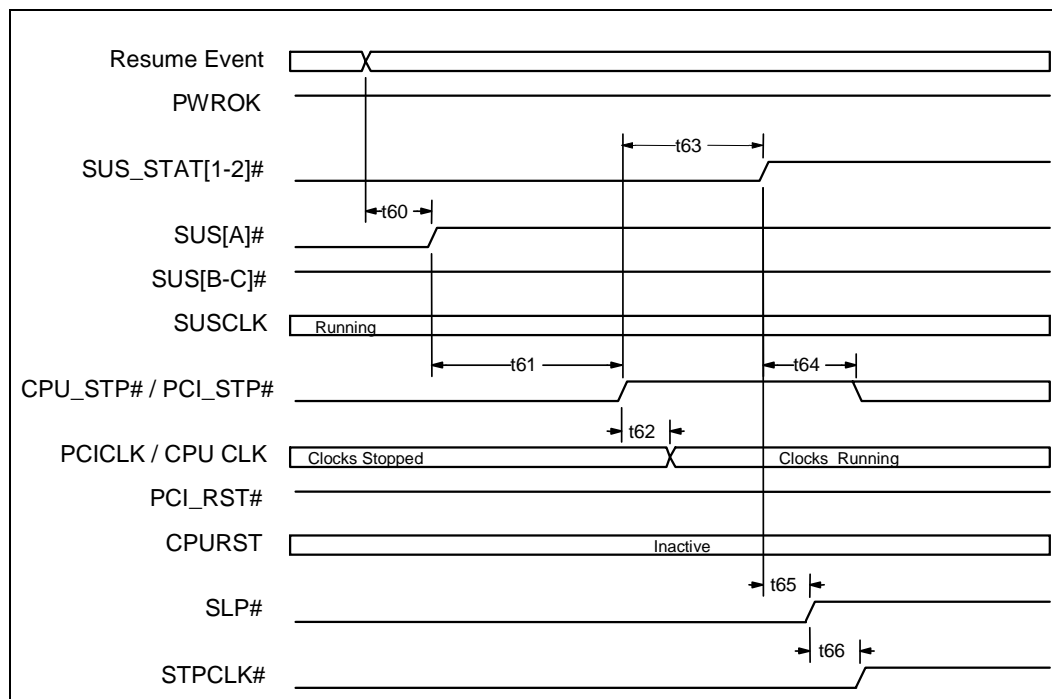 Resume Event
PWROK
t63
SUS_STAT[1-2]#
t60
SUS[A]#
SUS[B-C]#
SUSCLK
Running
t61
t64
CPU_STP# / PCI_STP#
t62
PCICLK / CPU CLK
Clocks Stopped
Clocks Running
PCI_RST#
CPURST
Inactive
t65
SLP#
t66
STPCLK#